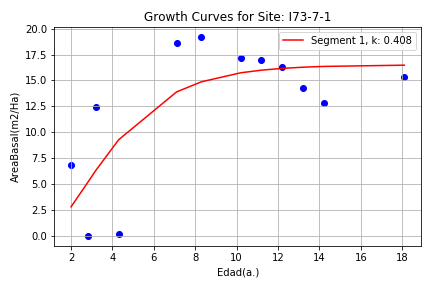 Growth Curves for Site: I73-7-1
Segment 1, k: 0.408
AreaBasal(m2/Ha)
20.0
17.5
15.0
12.5
10.0
7.5
5.0
2.5
0.0
2 4 6 8 10 12 14 16 18
Edad(a.)